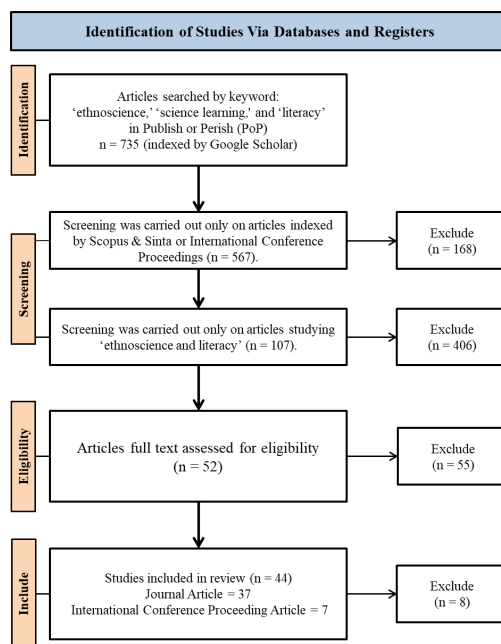 Identification of Studies Via Databases and Registers
Identification
Articles searched by keyword:
‘ethnoscience,’ ‘science learning,' and ‘literacy’
in Publish or Perish (PoP)
n = 735 (indexed by Google Scholar)
Screening
Screening was carried out only on articles indexed
by Scopus & Sinta or International Conference
Proceedings (n = 567).
Exclude
(n = 168)
Screening was carried out only on articles studying
‘ethnoscience and literacy’ (n = 107).
Exclude
(n = 406)
Eligibility
Articles full text assessed for eligibility
(n = 52)
Exclude
(n = 55)
Include
Studies included in review (n = 44)
Journal Article = 37
International Conference Proceeding Article = 7
Exclude
(n = 8)